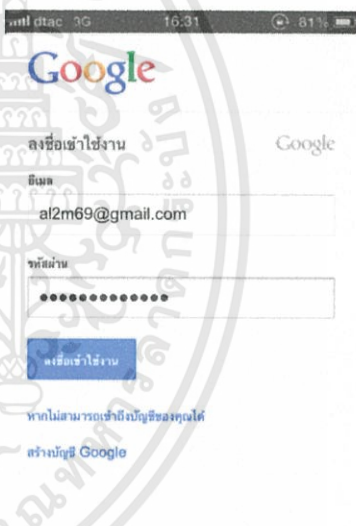 dtac 3G 16:31 81%
Google
ลงชื่อเข้าใช้งาน Google
อีเมล
al2m69@gmail.com
รหัสผ่าน
ลงชื่อเข้าใช้งาน
หากไม่สามารถเข้าถึงบัญชีของคุณได้
สร้างบัญชี Google